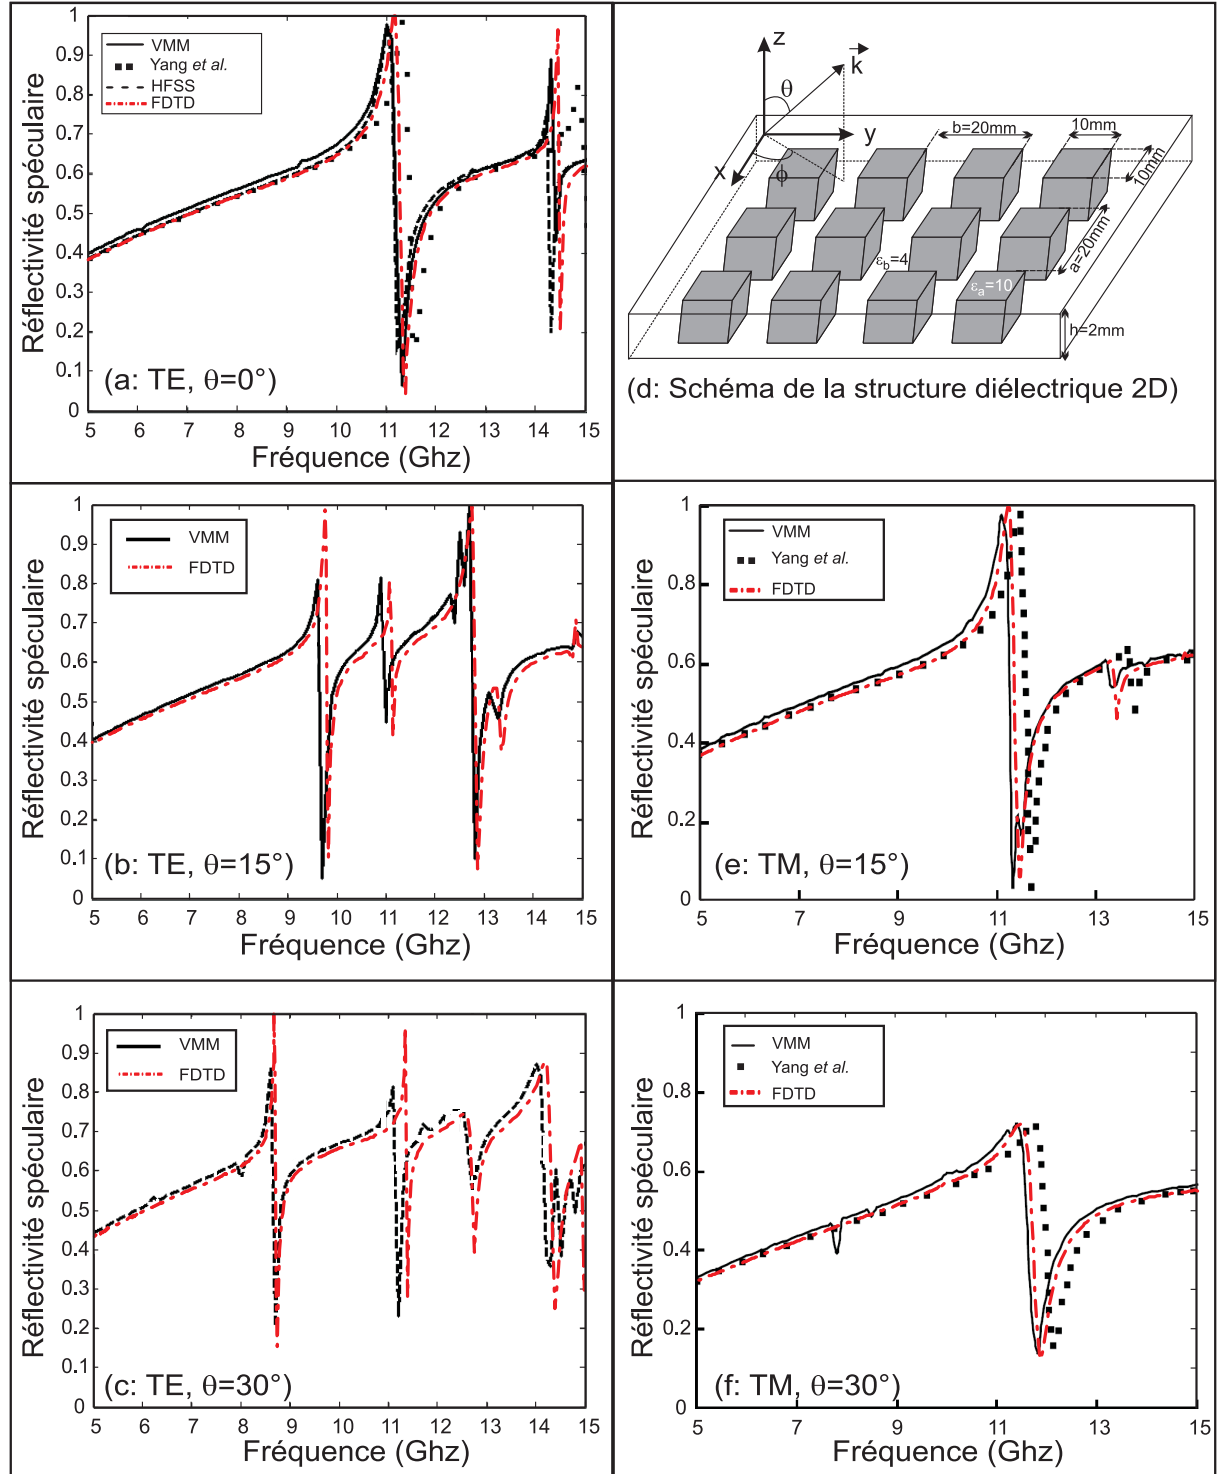 1
0.9
0.8
0.7
0.6
0.5
0.4
0.3
0.2
0.1
0
VMM
Yang et al.
HFSS
FDTD
Réflectivité spéculaire
(a: TE, θ=0°)
5 6 7 8 9 10 11 12 13 14 15
Fréquence (Ghz)
z
k
θ
y
x
ϕ
b=20mm
10mm
10mm
a=20mm
ε_b=4
ε_a=10
h=2mm
(d: Schéma de la structure diélectrique 2D)
1
0.9
0.8
0.7
0.6
0.5
0.4
0.3
0.2
0.1
0
VMM
FDTD
Réflectivité spéculaire
(b: TE, θ=15°)
5 6 7 8 9 10 11 12 13 14 15
Fréquence (Ghz)
1
0.8
0.6
0.4
0.2
0
VMM
Yang et al.
FDTD
Réflectivité spéculaire
(e: TM, θ=15°)
5 7 9 11 13 15
Fréquence (Ghz)
1
0.9
0.8
0.7
0.6
0.5
0.4
0.3
0.2
0.1
0
VMM
FDTD
Réflectivité spéculaire
(c: TE, θ=30°)
5 6 7 8 9 10 11 12 13 14 15
Fréquence (Ghz)
1
0.8
0.6
0.4
0.2
0
VMM
Yang et al.
FDTD
Réflectivité spéculaire
(f: TM, θ=30°)
5 7 9 11 13 15
Fréquence (Ghz)